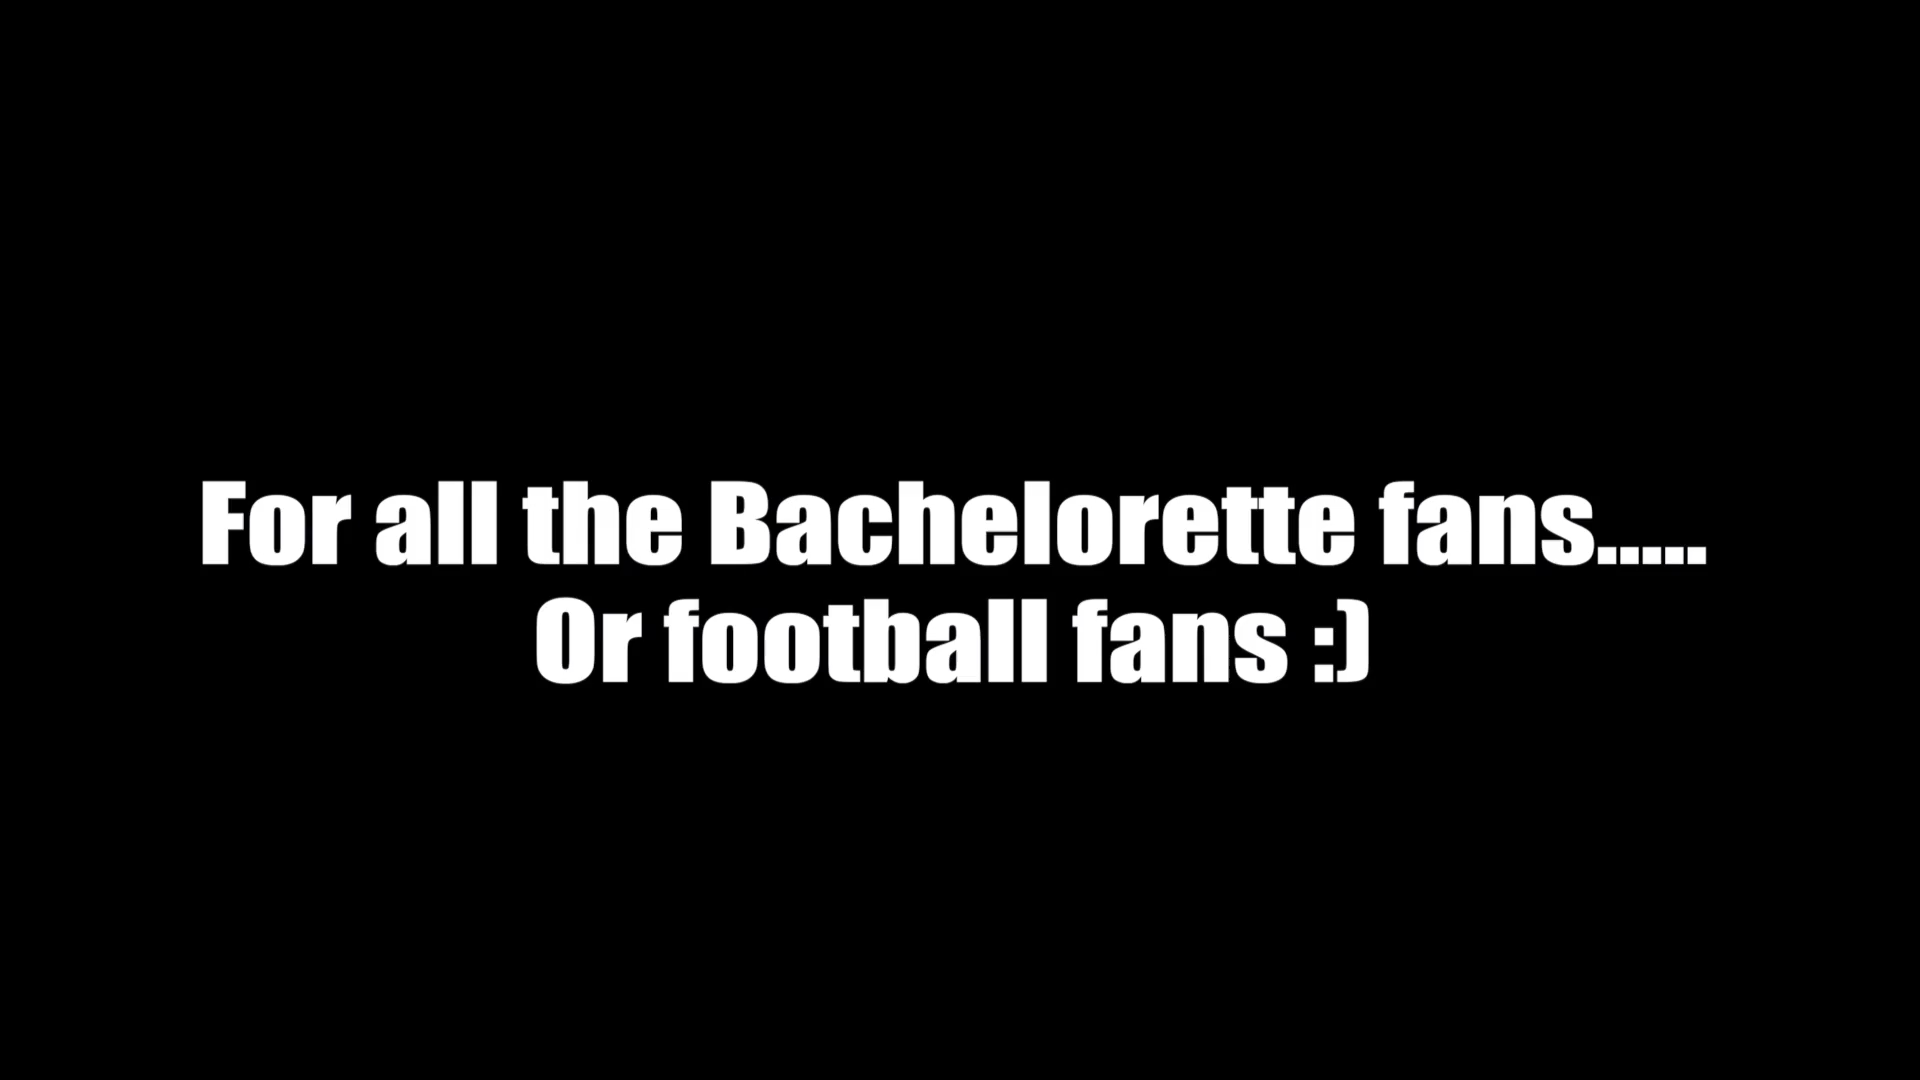 For all the Bachelorette fans.....
Or football fans :)